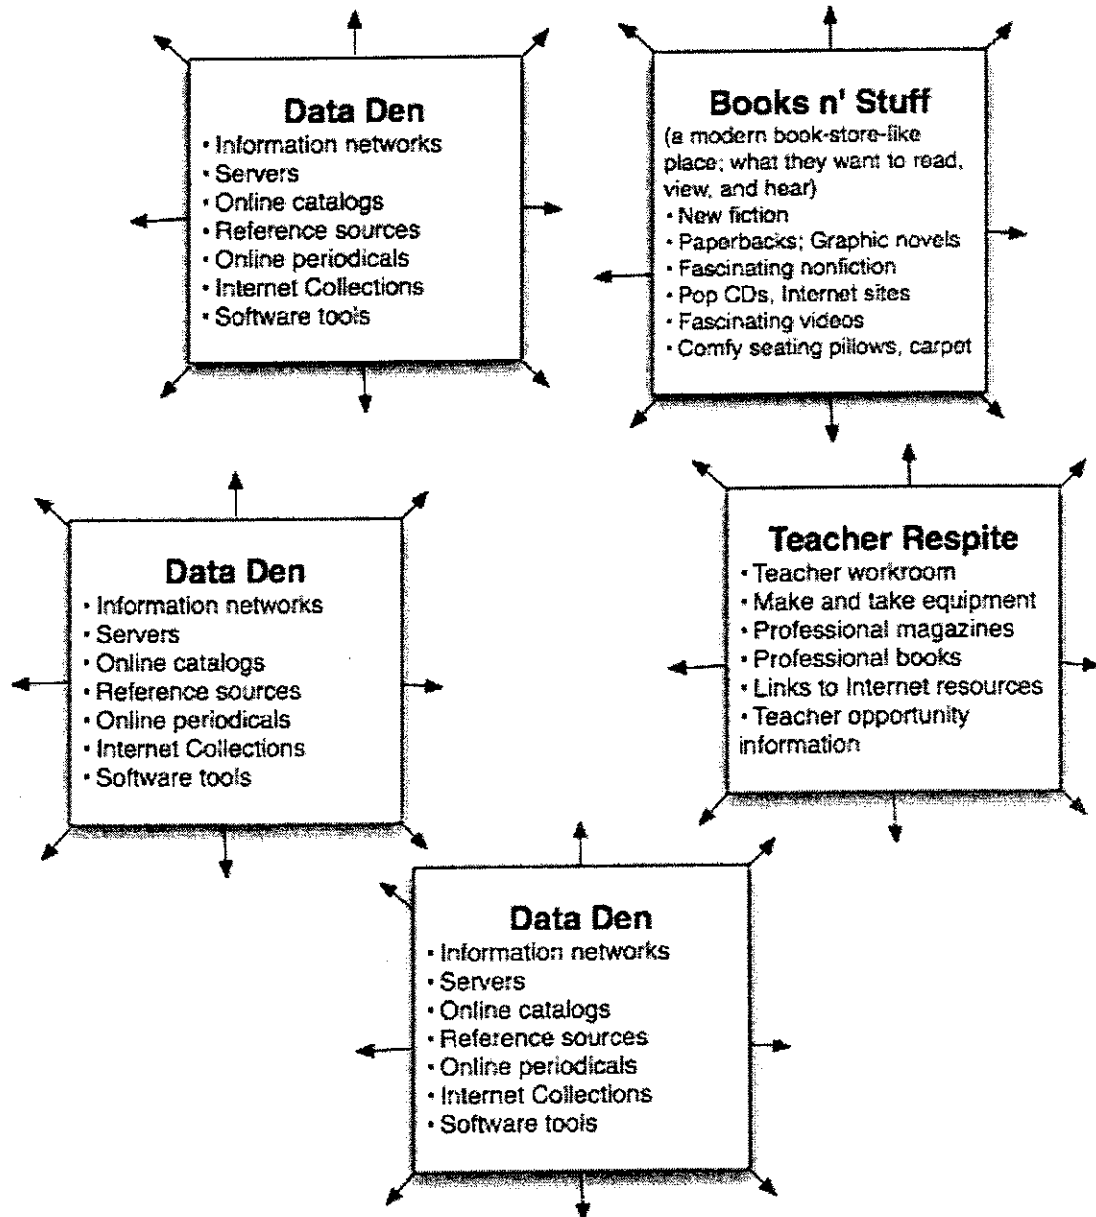 Data Den
• Information networks
• Servers
• Online catalogs
• Reference sources
• Online periodicals
• Internet Collections
• Software tools
Books n' Stuff
(a modern book-store-like
place; what they want to read,
view, and hear)
• New fiction
• Paperbacks; Graphic novels
• Fascinating nonfiction
• Pop CDs, Internet sites
• Fascinating videos
• Comfy seating pillows, carpet
Data Den
• Information networks
• Servers
• Online catalogs
• Reference sources
• Online periodicals
• Internet Collections
• Software tools
Teacher Respite
• Teacher workroom
• Make and take equipment
• Professional magazines
• Professional books
• Links to Internet resources
• Teacher opportunity
information
Data Den
• Information networks
• Servers
• Online catalogs
• Reference sources
• Online periodicals
• Internet Collections
• Software tools